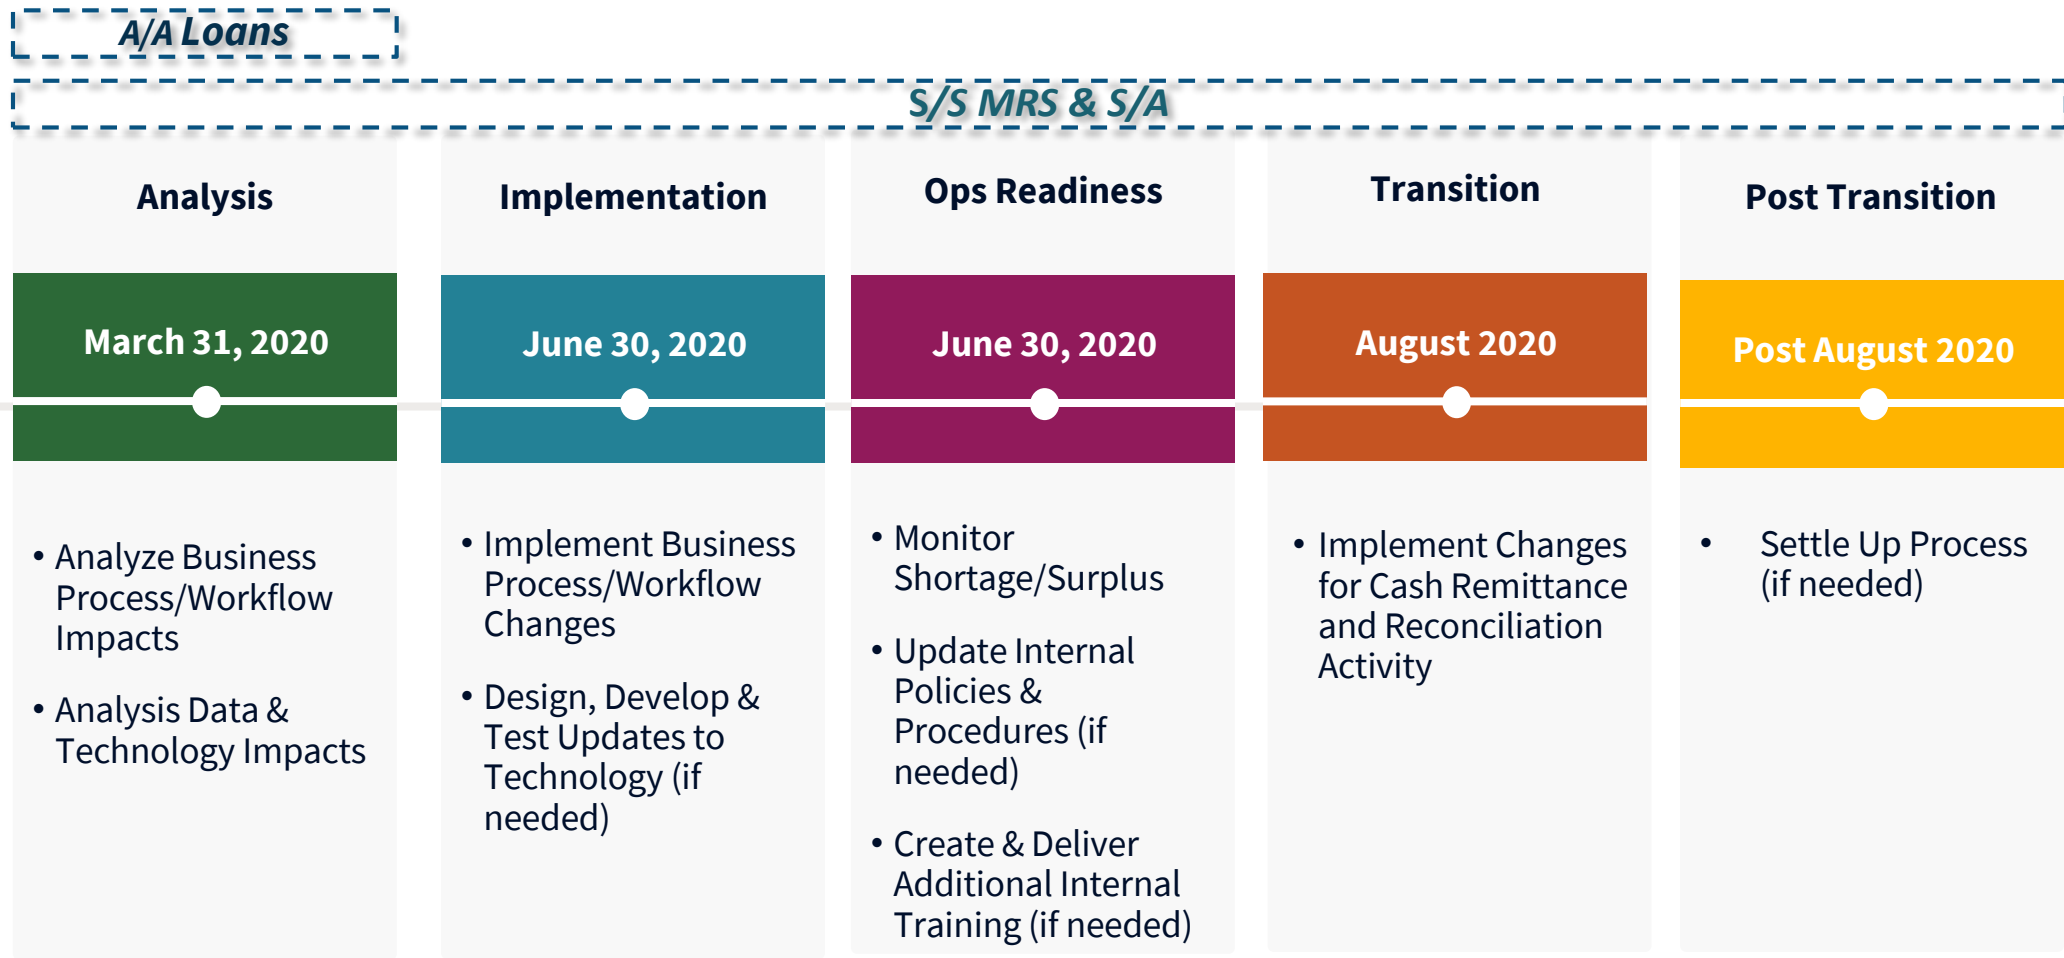 A/A Loans
S/S MRS & S/A
Analysis
Implementation
Ops Readiness
Transition
Post Transition
March 31, 2020
June 30, 2020
June 30, 2020
August 2020
Post August 2020
• Analyze Business
Process/Workflow
Impacts
• Analysis Data &
Technology Impacts
• Implement Business
Process/Workflow
Changes
• Design, Develop &
Test Updates to
Technology (if
needed)
• Monitor
Shortage/Surplus
• Update Internal
Policies &
Procedures (if
needed)
• Create & Deliver
Additional Internal
Training (if needed)
• Implement Changes
for Cash Remittance
and Reconciliation
Activity
• Settle Up Process
(if needed)